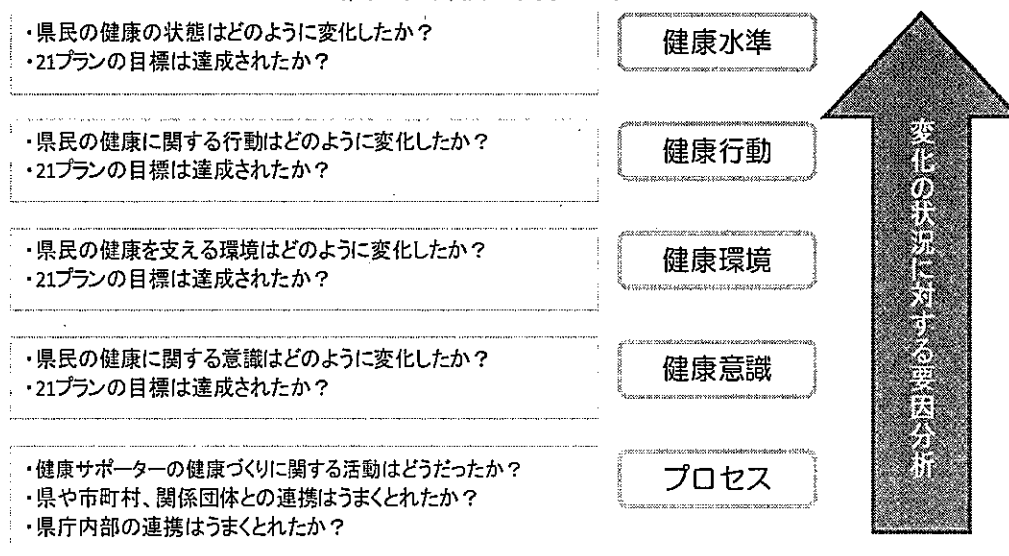 ・県民の健康の状態はどのように変化したか？
・21プランの目標は達成されたか？
健康水準
・県民の健康に関する行動はどのように変化したか？
・21プランの目標は達成されたか？
健康行動
・県民の健康を支える環境はどのように変化したか？
・21プランの目標は達成されたか？
健康環境
・県民の健康に関する意識はどのように変化したか？
・21プランの目標は達成されたか？
健康意識
・健康サポーターの健康づくりに関する活動はどうだったか？
・県や市町村、関係団体との連携はうまくとれたか？
・県庁内部の連携はうまくとれたか？
プロセス
変化の状況に対する要因分析